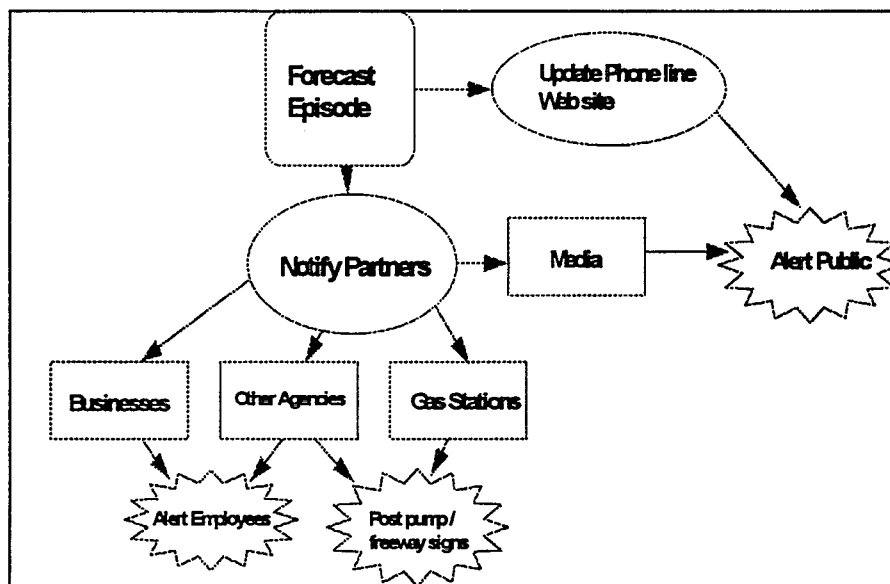 Forecast
Episode
Update Phone line
Web site
Notify Partners
Media
Alert Public
Businesses
Other Agencies
Gas Stations
Alert Employees
Post pump /
freeway signs